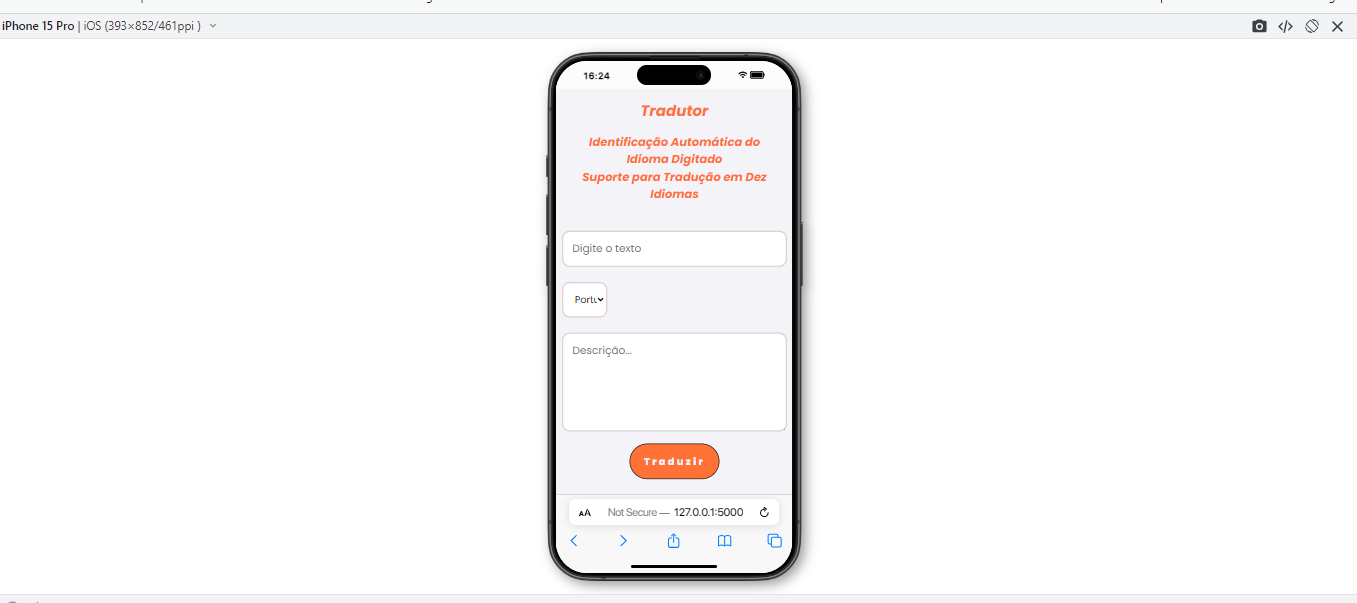 iPhone 15 Pro | iOS (393×852/461ppi )
16:24
Tradutor
Identificação Automática do
Idioma Digitado
Suporte para Tradução em Dez
Idiomas
Digite o texto
Portu
Descrição...
Traduzir
AA Not Secure — 127.0.0.1:5000